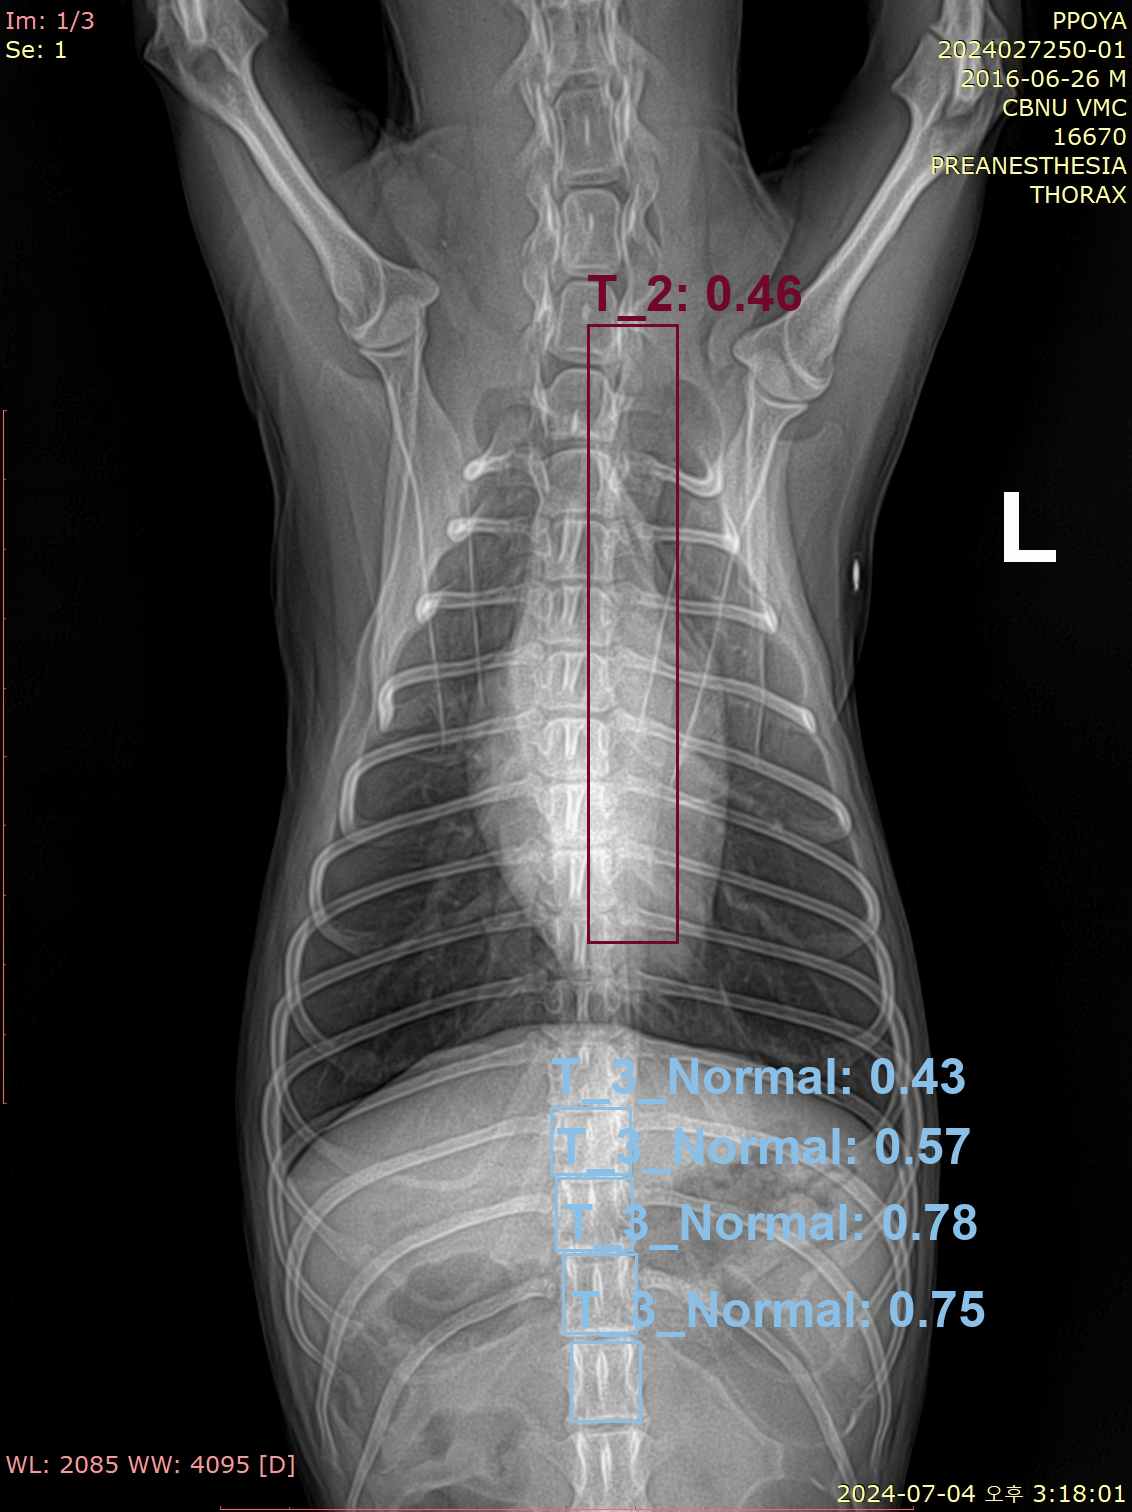 Im: 1/3
Se: 1
PPOYA
2024027250-01
2016-06-26 M
CBNU VMC
16670
PREANESTHESIA
THORAX
T_2: 0.46
L
T_3_Normal: 0.43
T_3_Normal: 0.57
T_3_Normal: 0.78
T_3_Normal: 0.75
WL: 2085 WW: 4095 [D]
2024-07-04 오후 3:18:01